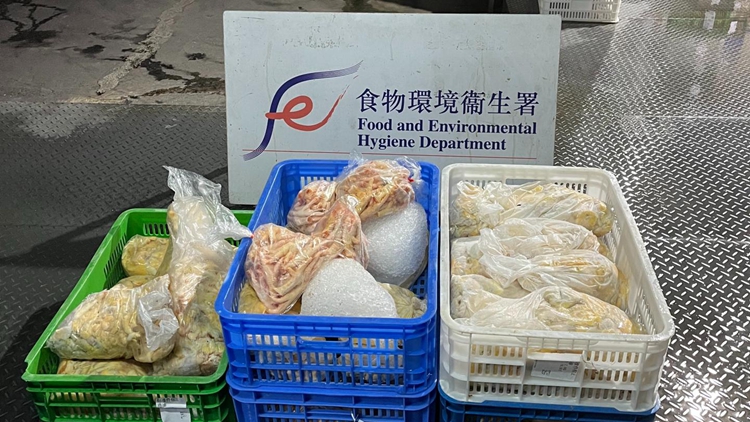 食物環境衞生署
Food and Environmental
Hygiene Department